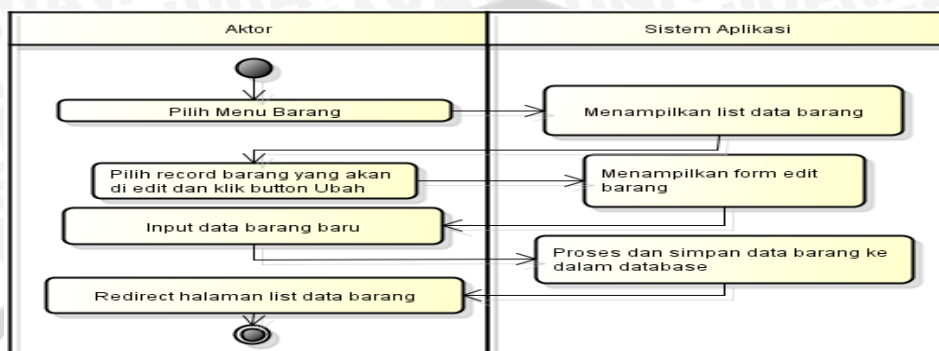 Aktor
Sistem Aplikasi
Pilih Menu Barang
Menampilkan list data barang
Pilih record barang yang akan
di edit dan klik button Ubah
Menampilkan form edit
barang
Input data barang baru
Proses dan simpan data barang ke
dalam database
Redirect halaman list data barang